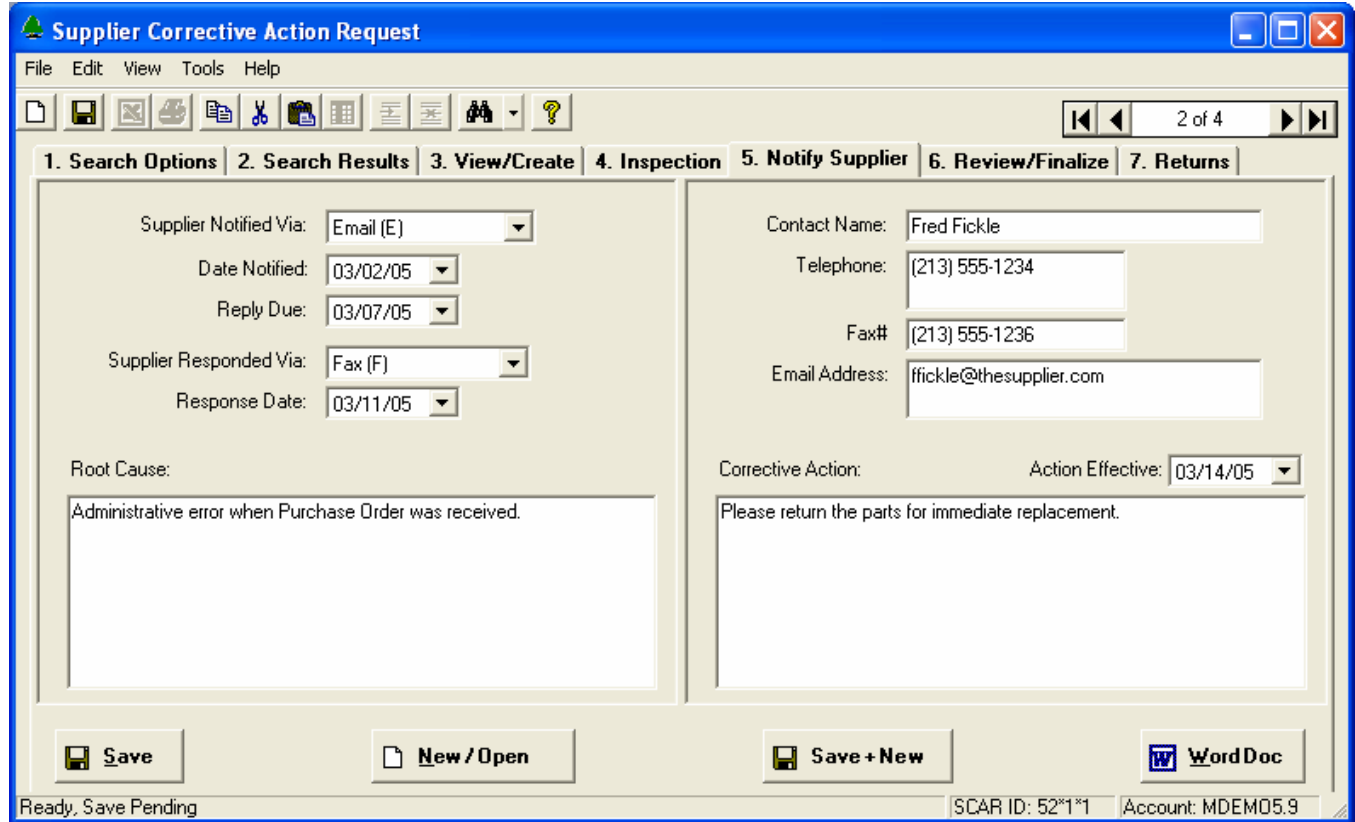 Supplier Corrective Action Request
File Edit View Tools Help
2 of 4
1. Search Options 2. Search Results 3. View/Create 4. Inspection 5. Notify Supplier 6. Review/Finalize 7. Returns
Supplier Notified Via: Email (E)
Date Notified: 03/02/05
Reply Due: 03/07/05
Supplier Responded Via: Fax (F)
Response Date: 03/11/05
Root Cause:
Administrative error when Purchase Order was received.
Contact Name: Fred Fickle
Telephone: (213) 555-1234
Fax# (213) 555-1236
Email Address: ffickle@thesupplier.com
Corrective Action: Action Effective: 03/14/05
Please return the parts for immediate replacement.
Save New / Open Save + New Word Doc
Ready, Save Pending SCAR ID: 52*1*1 Account: MDEMO5.9